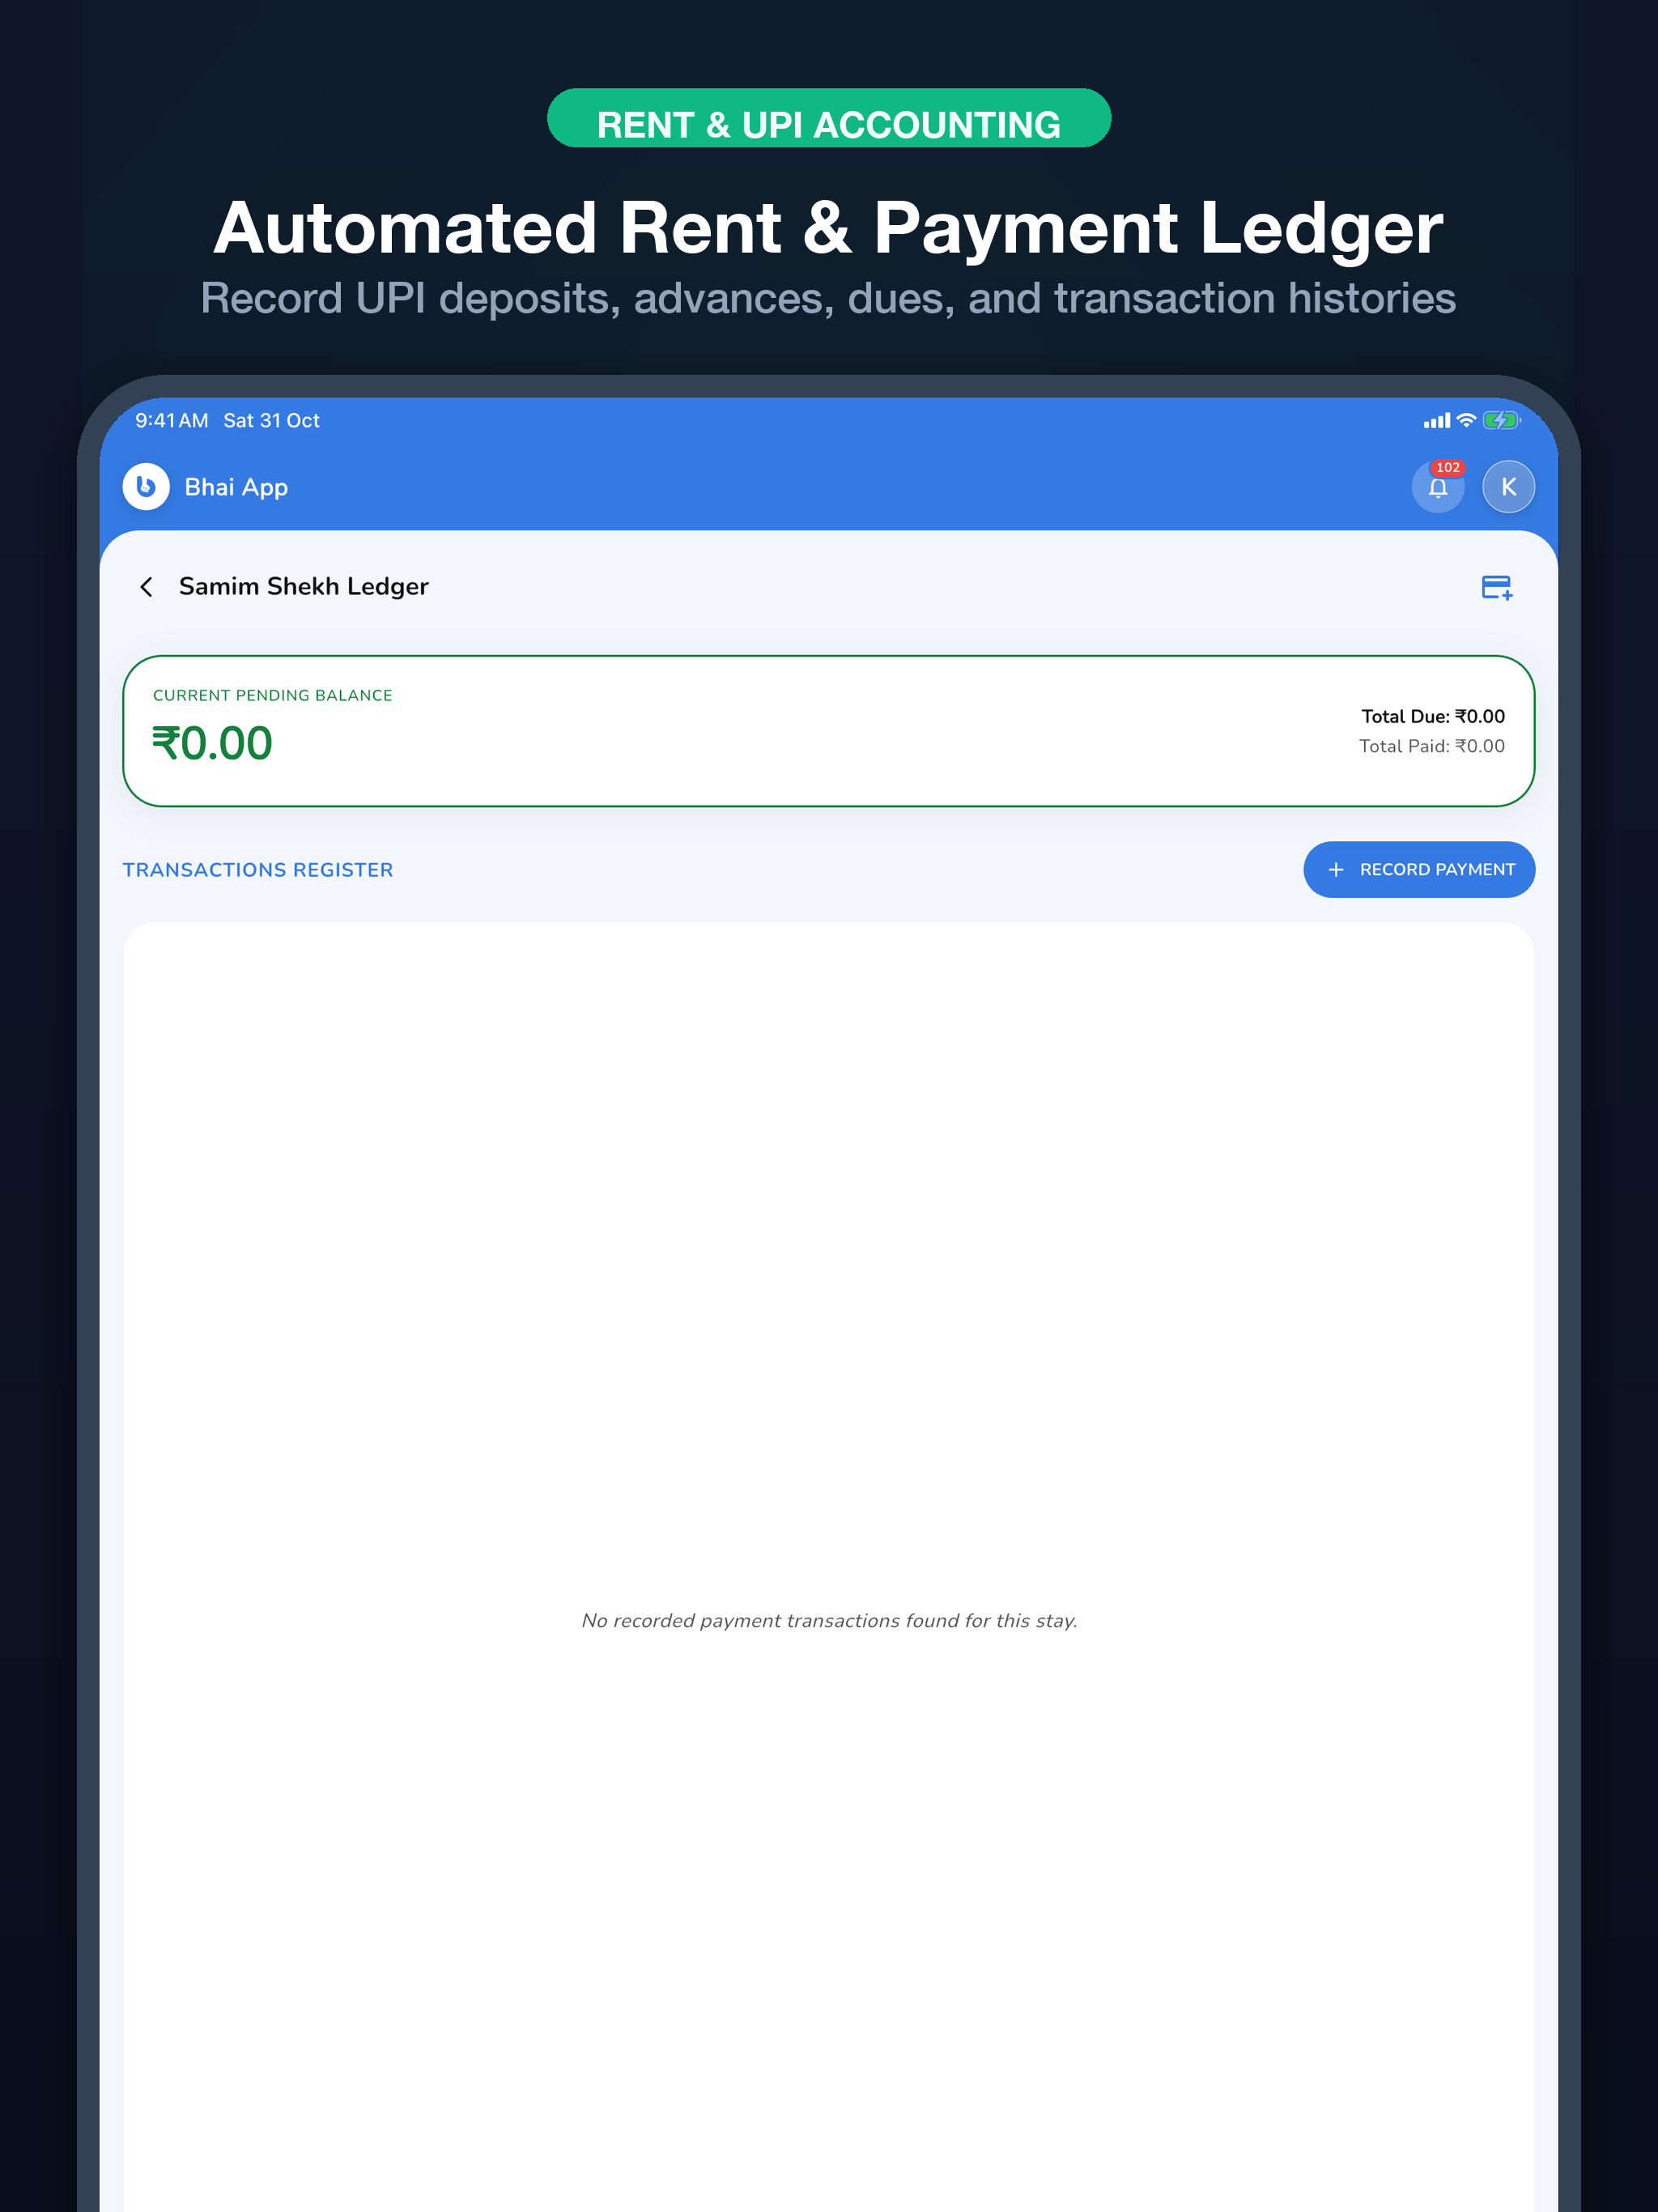 RENT & UPI ACCOUNTING
Automated Rent & Payment Ledger
Record UPI deposits, advances, dues, and transaction histories
9:41 AM Sat 31 Oct
Bhai App
102
K
Samim Shekh Ledger
CURRENT PENDING BALANCE
₹0.00
Total Due: ₹0.00
Total Paid: ₹0.00
TRANSACTIONS REGISTER
+ RECORD PAYMENT
No recorded payment transactions found for this stay.